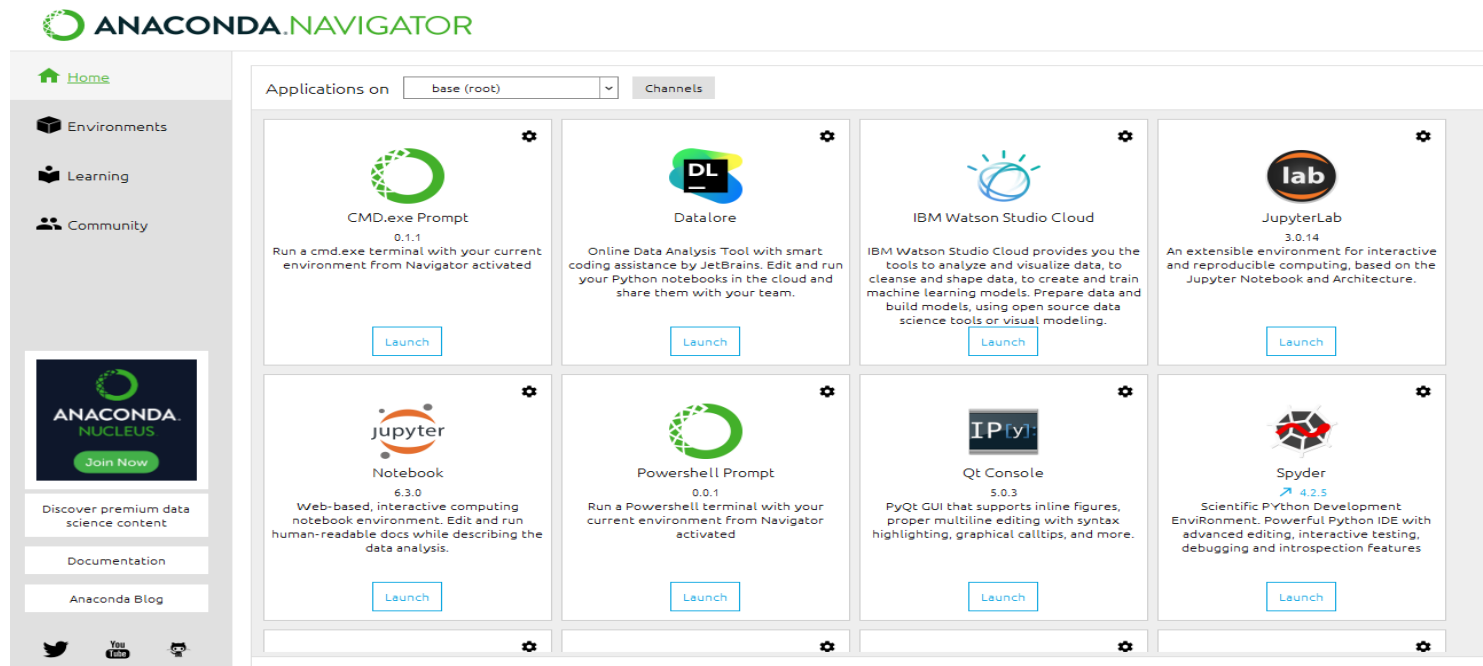 ANACONDA.NAVIGATOR
Home
Environments
Learning
Community
ANACONDA.
NUCLEUS
Join Now
Discover premium data
science content
Documentation
Anaconda Blog
You
Tube
Applications on
base (root)
Channels
CMD.exe Prompt
0.1.1
Run a cmd.exe terminal with your current
environment from Navigator activated
Launch
DL
Datalore
Online Data Analysis Tool with smart
coding assistance by JetBrains. Edit and run
your Python notebooks in the cloud and
share them with your team.
Launch
IBM Watson Studio Cloud
IBM Watson Studio Cloud provides you the
tools to analyze and visualize data, to
cleanse and shape data, to create and train
machine learning models. Prepare data and
build models, using open source data
science tools or visual modeling.
Launch
lab
JupyterLab
3.0.14
An extensible environment for interactive
and reproducible computing, based on the
Jupyter Notebook and Architecture.
Launch
jupyter
Notebook
6.3.0
Web-based, interactive computing
notebook environment. Edit and run
human-readable docs while describing the
data analysis.
Launch
Powershell Prompt
0.0.1
Run a Powershell terminal with your
current environment from Navigator
activated
Launch
IP[y]:
Qt Console
5.0.3
PyQt GUI that supports inline figures,
proper multiline editing with syntax
highlighting, graphical calltips, and more.
Launch
Spyder
4.2.5
Scientific PYthon Development
EnviRonment. Powerful Python IDE with
advanced editing, interactive testing,
debugging and introspection features
Launch